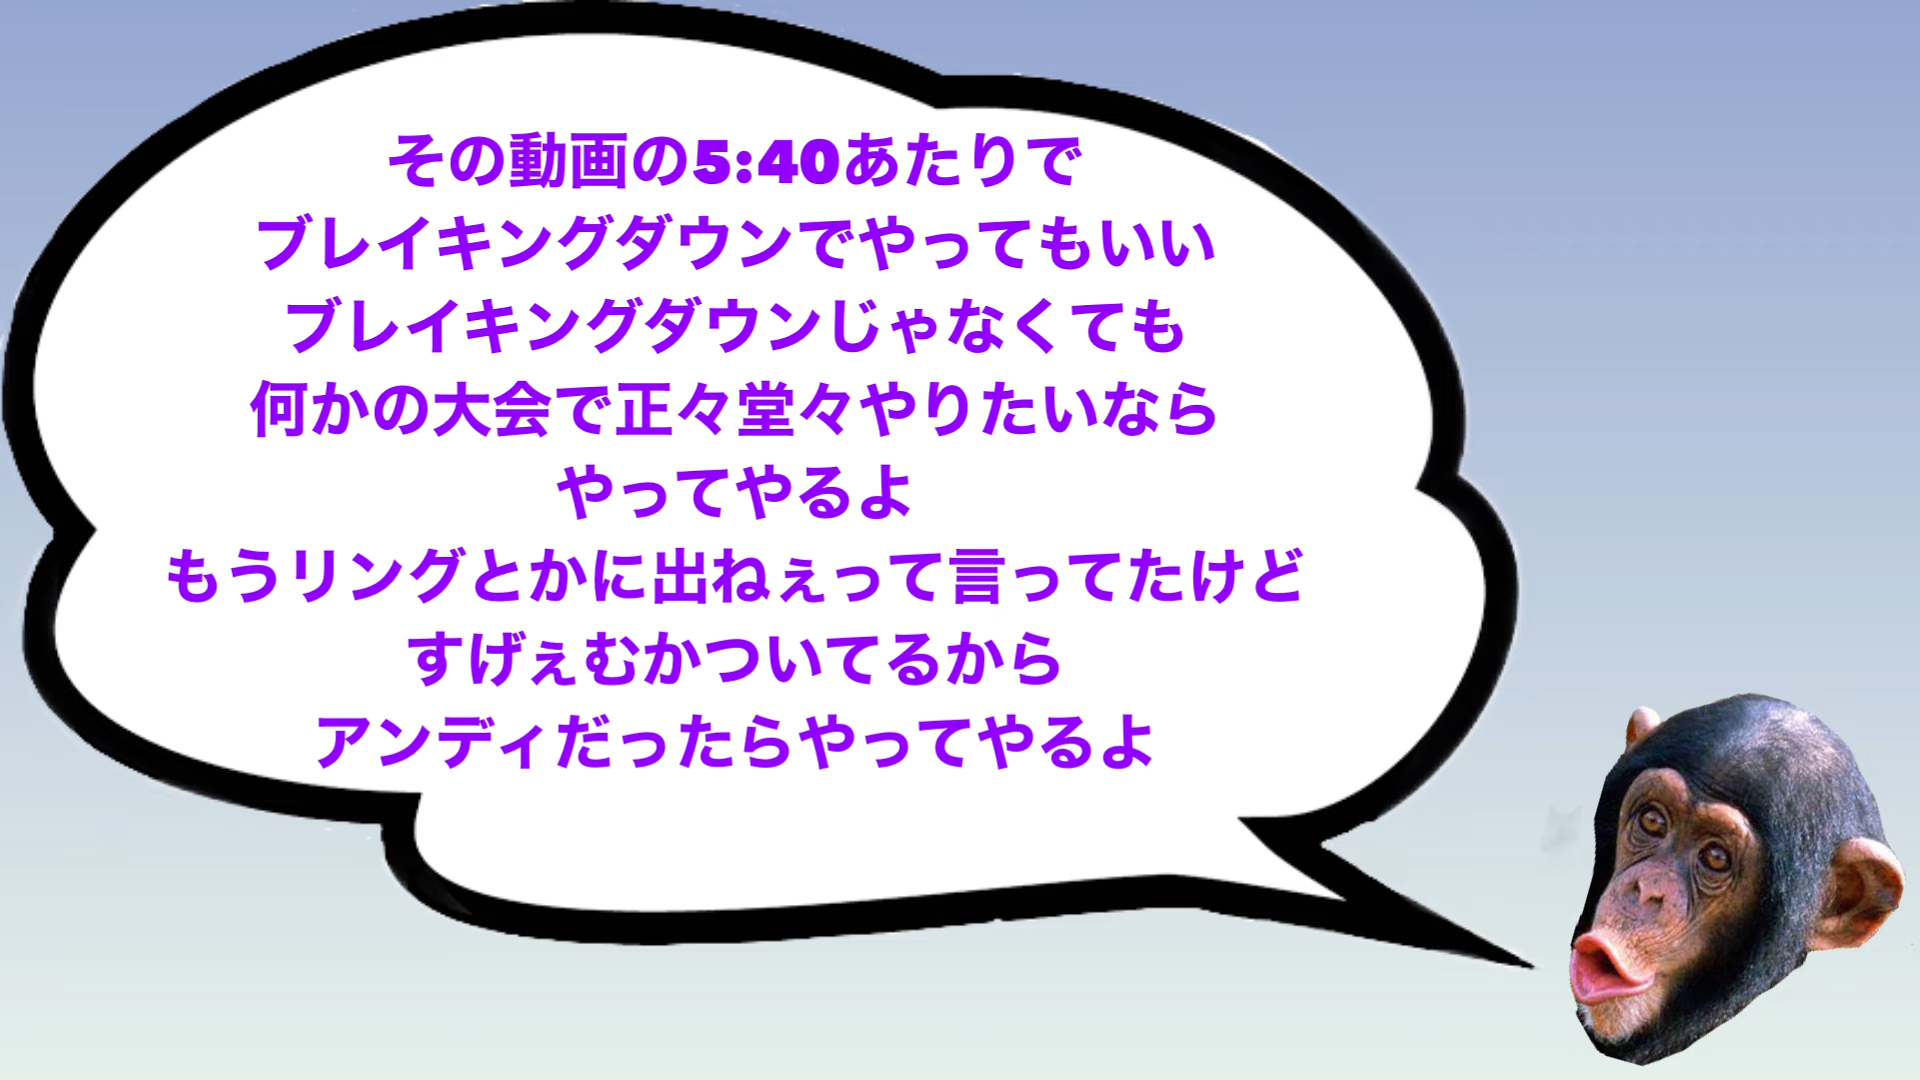 その動画の5:40あたりで
ブレイキングダウンでやってもいい
ブレイキングダウンじゃなくても
何かの大会で正々堂々やりたいなら
やってやるよ
もうリングとかに出ねぇって言ってたけど
すげぇむかついてるから
アンディだったらやってやるよ